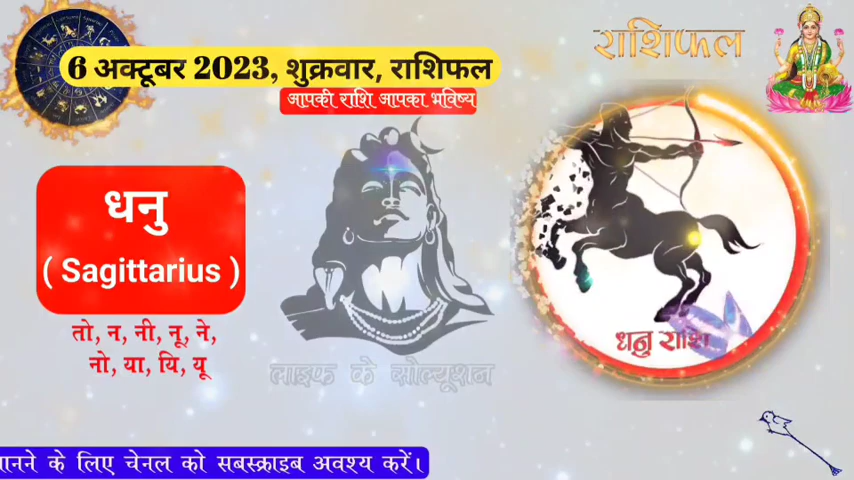 राशिफल
6 अक्टूबर 2023, शुक्रवार, राशिफल
आपकी राशि आपका भविष्य
धनु
( Sagittarius )
तो, न, नी, नू, ने,
नो, या, यि, यू
लाइफ के सोल्यूशन
धनु राशि
के लिए चेनल को सबस्क्राइब अवश्य करें।